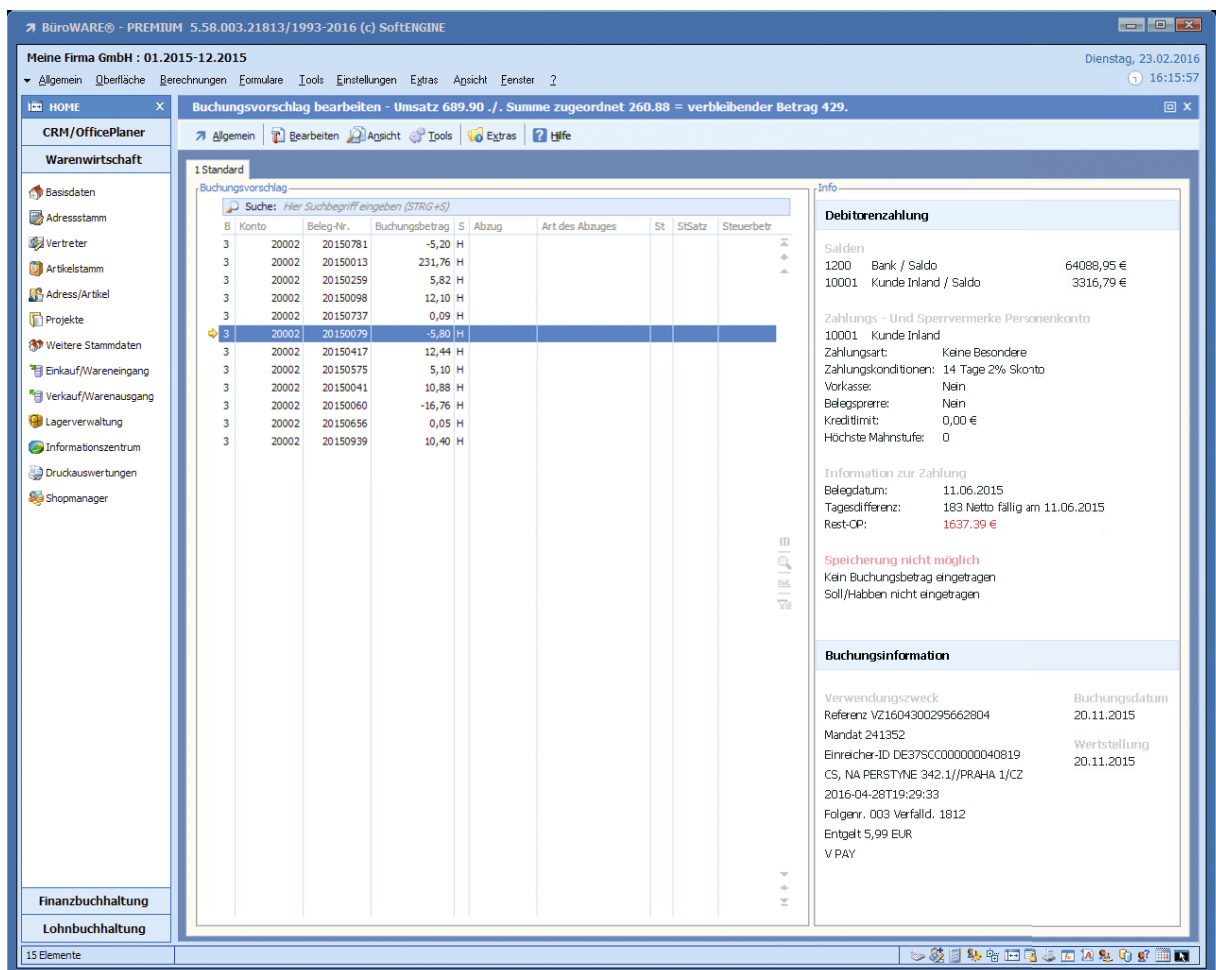 BüroWARE® - PREMIUM 5.58.003.21813/1993-2016 (c) SoftENGINE
Meine Firma GmbH : 01.2015-12.2015
Dienstag, 23.02.2016
Allgemein Oberfläche Berechnungen Formulare Tools Einstellungen Extras Ansicht Fenster ?
16:15:57
HOME X
Buchungsvorschlag bearbeiten - Umsatz 689.90 ./. Summe zugeordnet 260.88 = verbleibender Betrag 429.
CRM/OfficePlaner
Warenwirtschaft
Basisdaten
Adressstamm
Vertreter
Artikelstamm
Adress/Artikel
Projekte
Weitere Stammdaten
Einkauf/Wareneingang
Verkauf/Warenausgang
Lagerverwaltung
Informationszentrum
Druckauswertungen
Shopmanager
Finanzbuchhaltung
Lohnbuchhaltung
Allgemein Bearbeiten Ansicht Tools Extras Hilfe
1 Standard
Buchungsvorschlag
Suche: Hier Suchbegriff eingeben (STRG+S)
B Konto Beleg-Nr. Buchungsbetrag S Abzug Art des Abzuges St StSatz Steuerbetr
3 20002 20150781 -5,20 H
3 20002 20150013 231,76 H
3 20002 20150259 5,82 H
3 20002 20150098 12,10 H
3 20002 20150737 0,09 H
3 20002 20150079 -5,80 H
3 20002 20150417 12,44 H
3 20002 20150575 5,10 H
3 20002 20150041 10,88 H
3 20002 20150060 -16,76 H
3 20002 20150656 0,05 H
3 20002 20150939 10,40 H
Info
Debitorenzahlung
Salden
1200 Bank / Saldo 64088,95 €
10001 Kunde Inland / Saldo 3316,79 €
Zahlungs - Und Sperrvermerke Personenkonto
10001 Kunde Inland
Zahlungsart: Keine Besondere
Zahlungskonditionen: 14 Tage 2% Skonto
Vorkasse: Nein
Belegsprerre: Nein
Kreditlimit: 0,00 €
Höchste Mahnstufe: 0
Information zur Zahlung
Belegdatum: 11.06.2015
Tagesdifferenz: 183 Netto fällig am 11.06.2015
Rest-OP: 1637.39 €
Speicherung nicht möglich
Kein Buchungsbetrag eingetragen
Soll/Habben nicht eingetragen
Buchungsinformation
Verwendungszweck
Referenz VZ1604300295662804
Mandat 241352
Einreicher-ID DE37SCC000000040819
CS, NA PERSTYNE 342.1//PRAHA 1/CZ
2016-04-28T19:29:33
Folgenr. 003 Verfalld. 1812
Entgelt 5,99 EUR
V PAY
Buchungsdatum
20.11.2015
Wertstellung
20.11.2015
15 Elemente